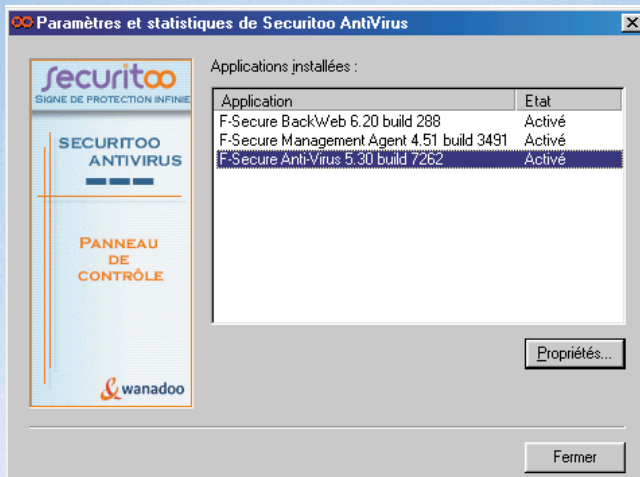 Paramètres et statistiques de Securitoo AntiVirus
securitoo
SIGNE DE PROTECTION INFINIE
SECURITOO
ANTIVIRUS
PANNEAU
DE
CONTRÔLE
& wanadoo
Applications installées :
Application Etat
F-Secure BackWeb 6.20 build 288 Activé
F-Secure Management Agent 4.51 build 3491 Activé
F-Secure Anti-Virus 5.30 build 7262 Activé
Propriétés...
Fermer